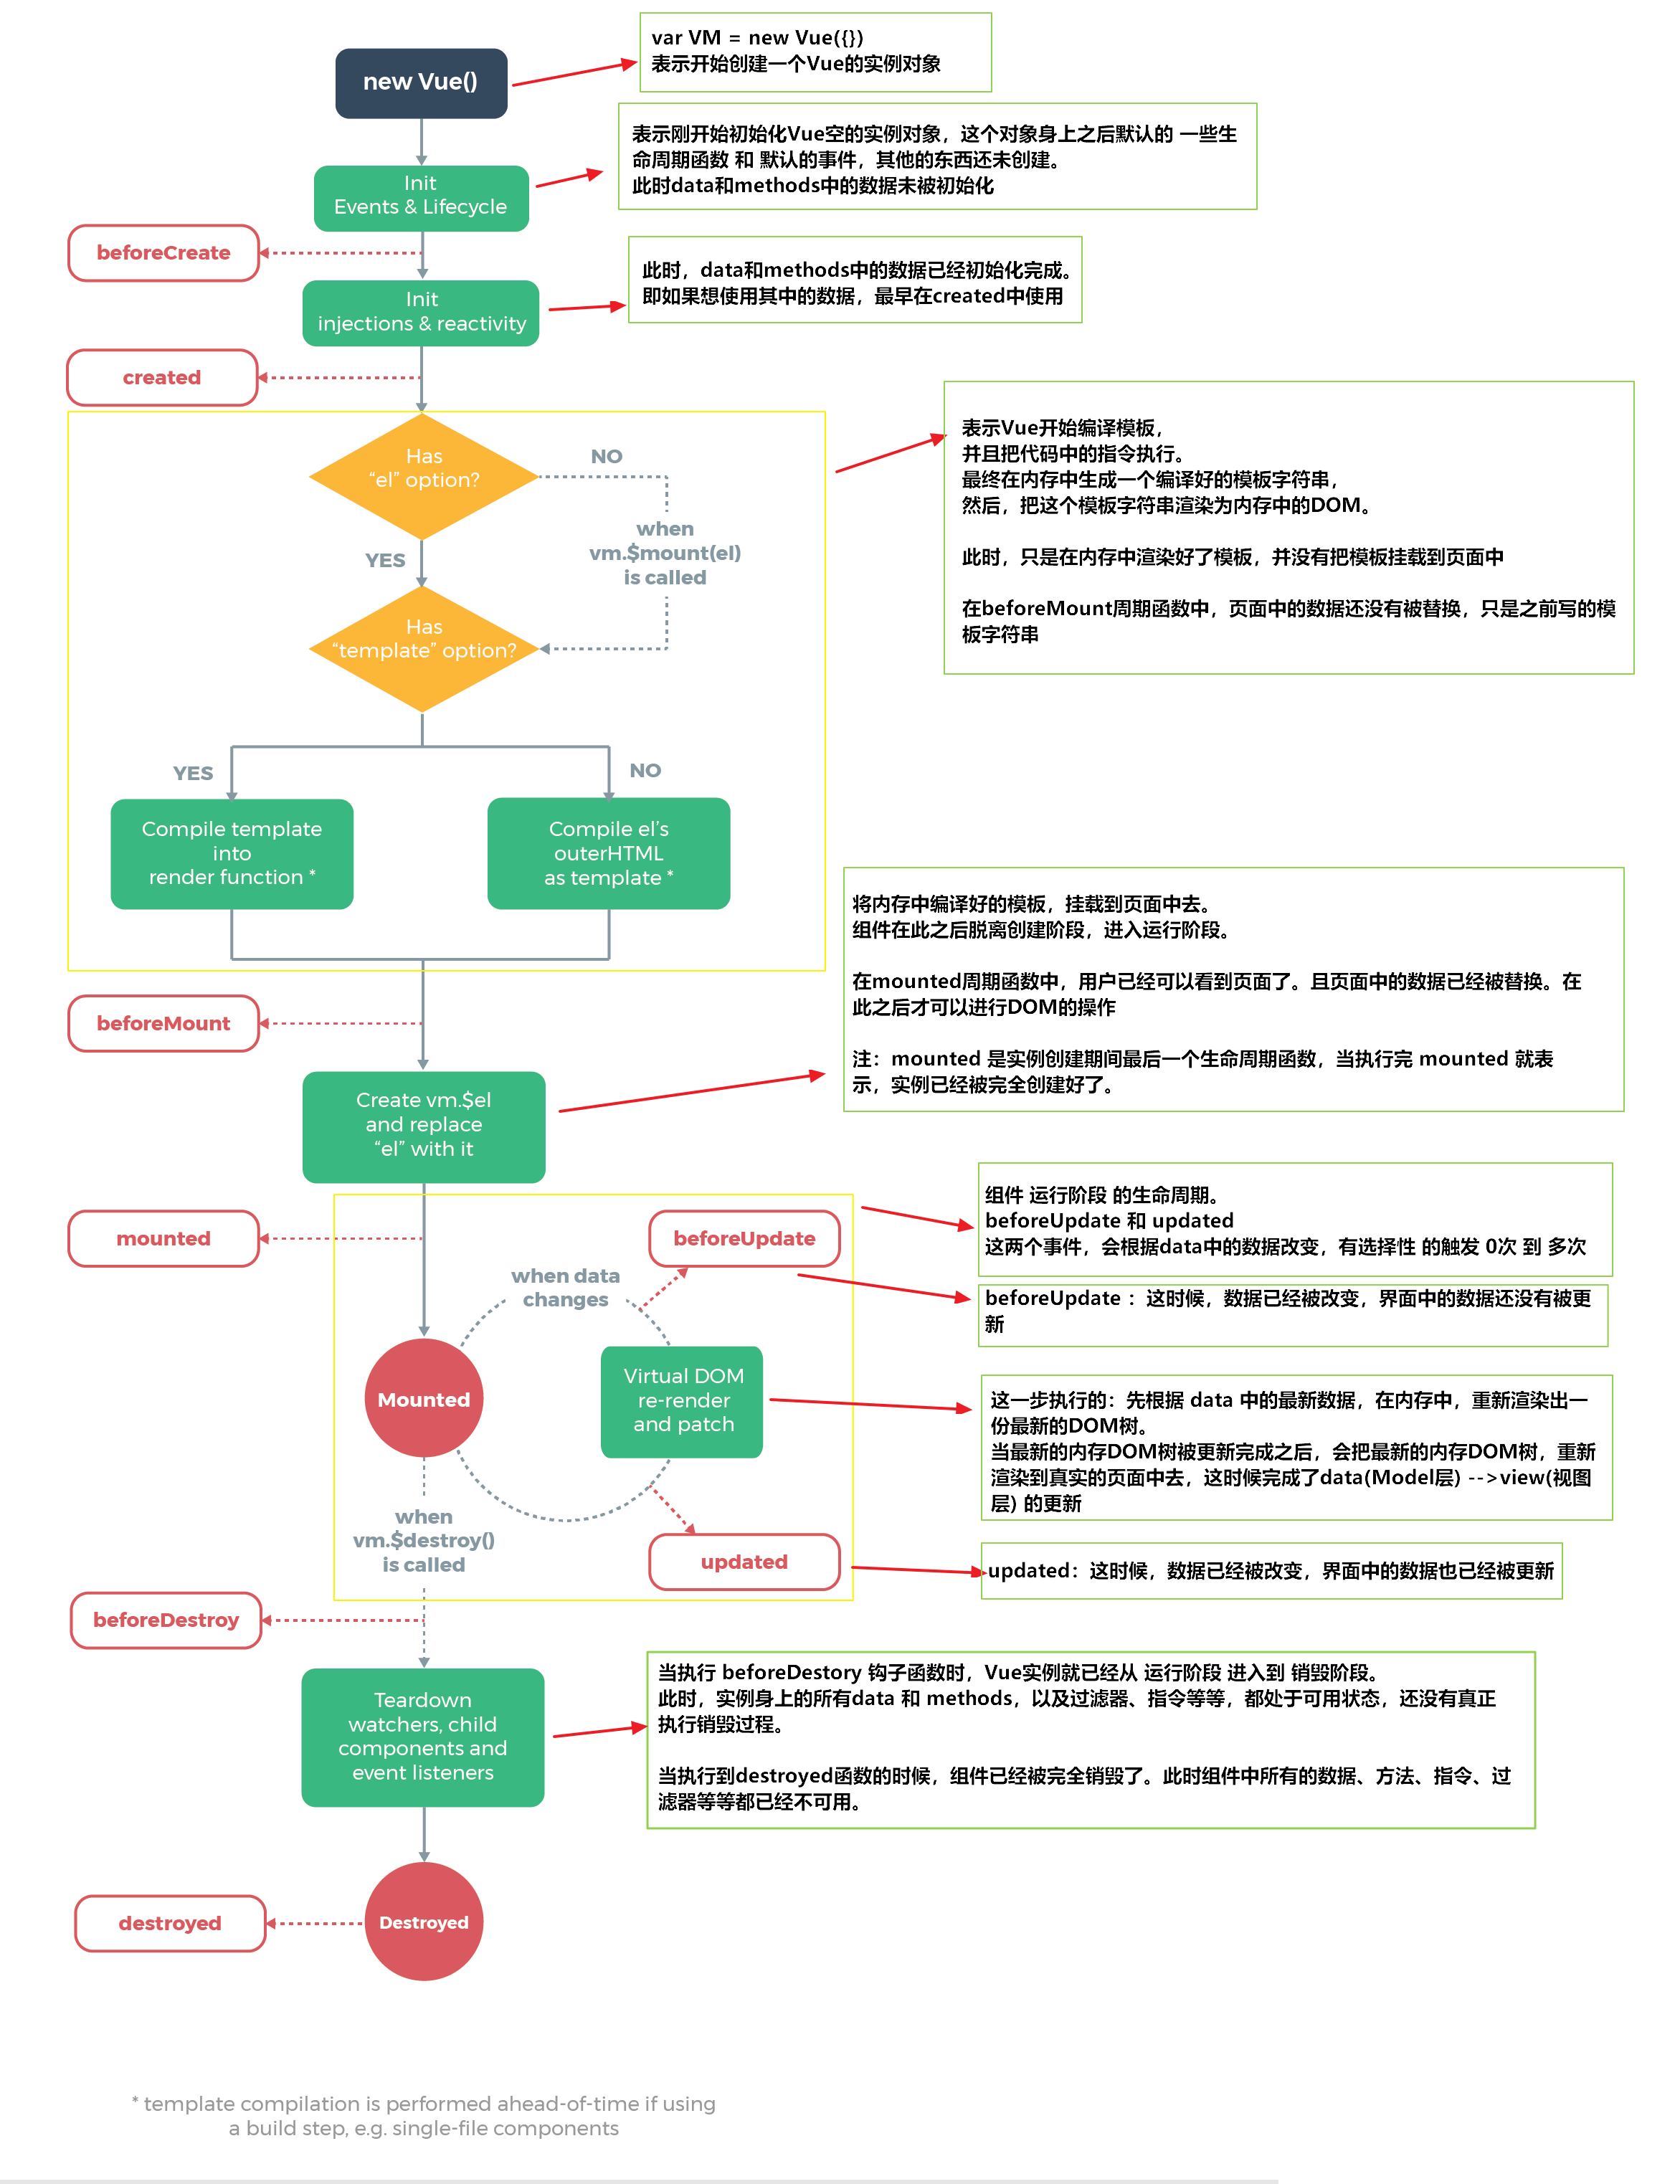 new Vue()
var VM = new Vue({})
表示开始创建一个Vue的实例对象
Init
Events & Lifecycle
表示刚开始初始化Vue空的实例对象，这个对象身上之后默认的 一些生
命周期函数 和 默认的事件，其他的东西还未创建。
此时data和methods中的数据未被初始化
beforeCreate
Init
injections & reactivity
此时，data和methods中的数据已经初始化完成。
即如果想使用其中的数据，最早在created中使用
created
Has
“el” option?
NO
when
vm.$mount(el)
is called
YES
Has
“template” option?
表示Vue开始编译模板，
并且把代码中的指令执行。
最终在内存中生成一个编译好的模板字符串，
然后，把这个模板字符串渲染为内存中的DOM。
此时，只是在内存中渲染好了模板，并没有把模板挂载到页面中
在beforeMount周期函数中，页面中的数据还没有被替换，只是之前写的模
板字符串
YES
NO
Compile template
into
render function *
Compile el’s
outerHTML
as template *
将内存中编译好的模板，挂载到页面中去。
组件在此之后脱离创建阶段，进入运行阶段。
在mounted周期函数中，用户已经可以看到页面了。且页面中的数据已经被替换。在
此之后才可以进行DOM的操作
注：mounted 是实例创建期间最后一个生命周期函数，当执行完 mounted 就表
示，实例已经被完全创建好了。
beforeMount
Create vm.$el
and replace
“el” with it
mounted
beforeUpdate
组件 运行阶段 的生命周期。
beforeUpdate 和 updated
这两个事件，会根据data中的数据改变，有选择性 的触发 0次 到 多次
when data
changes
beforeUpdate ：这时候，数据已经被改变，界面中的数据还没有被更
新
Mounted
Virtual DOM
re-render
and patch
这一步执行的：先根据 data 中的最新数据，在内存中，重新渲染出一
份最新的DOM树。
当最新的内存DOM树被更新完成之后，会把最新的内存DOM树，重新
渲染到真实的页面中去，这时候完成了data(Model层) -->view(视图
层) 的更新
when
vm.$destroy()
is called
updated
updated：这时候，数据已经被改变，界面中的数据也已经被更新
beforeDestroy
Teardown
watchers, child
components and
event listeners
当执行 beforeDestory 钩子函数时，Vue实例就已经从 运行阶段 进入到 销毁阶段。
此时，实例身上的所有data 和 methods，以及过滤器、指令等等，都处于可用状态，还没有真正
执行销毁过程。
当执行到destroyed函数的时候，组件已经被完全销毁了。此时组件中所有的数据、方法、指令、过
滤器等等都已经不可用。
destroyed
Destroyed
* template compilation is performed ahead-of-time if using
a build step, e.g. single-file components